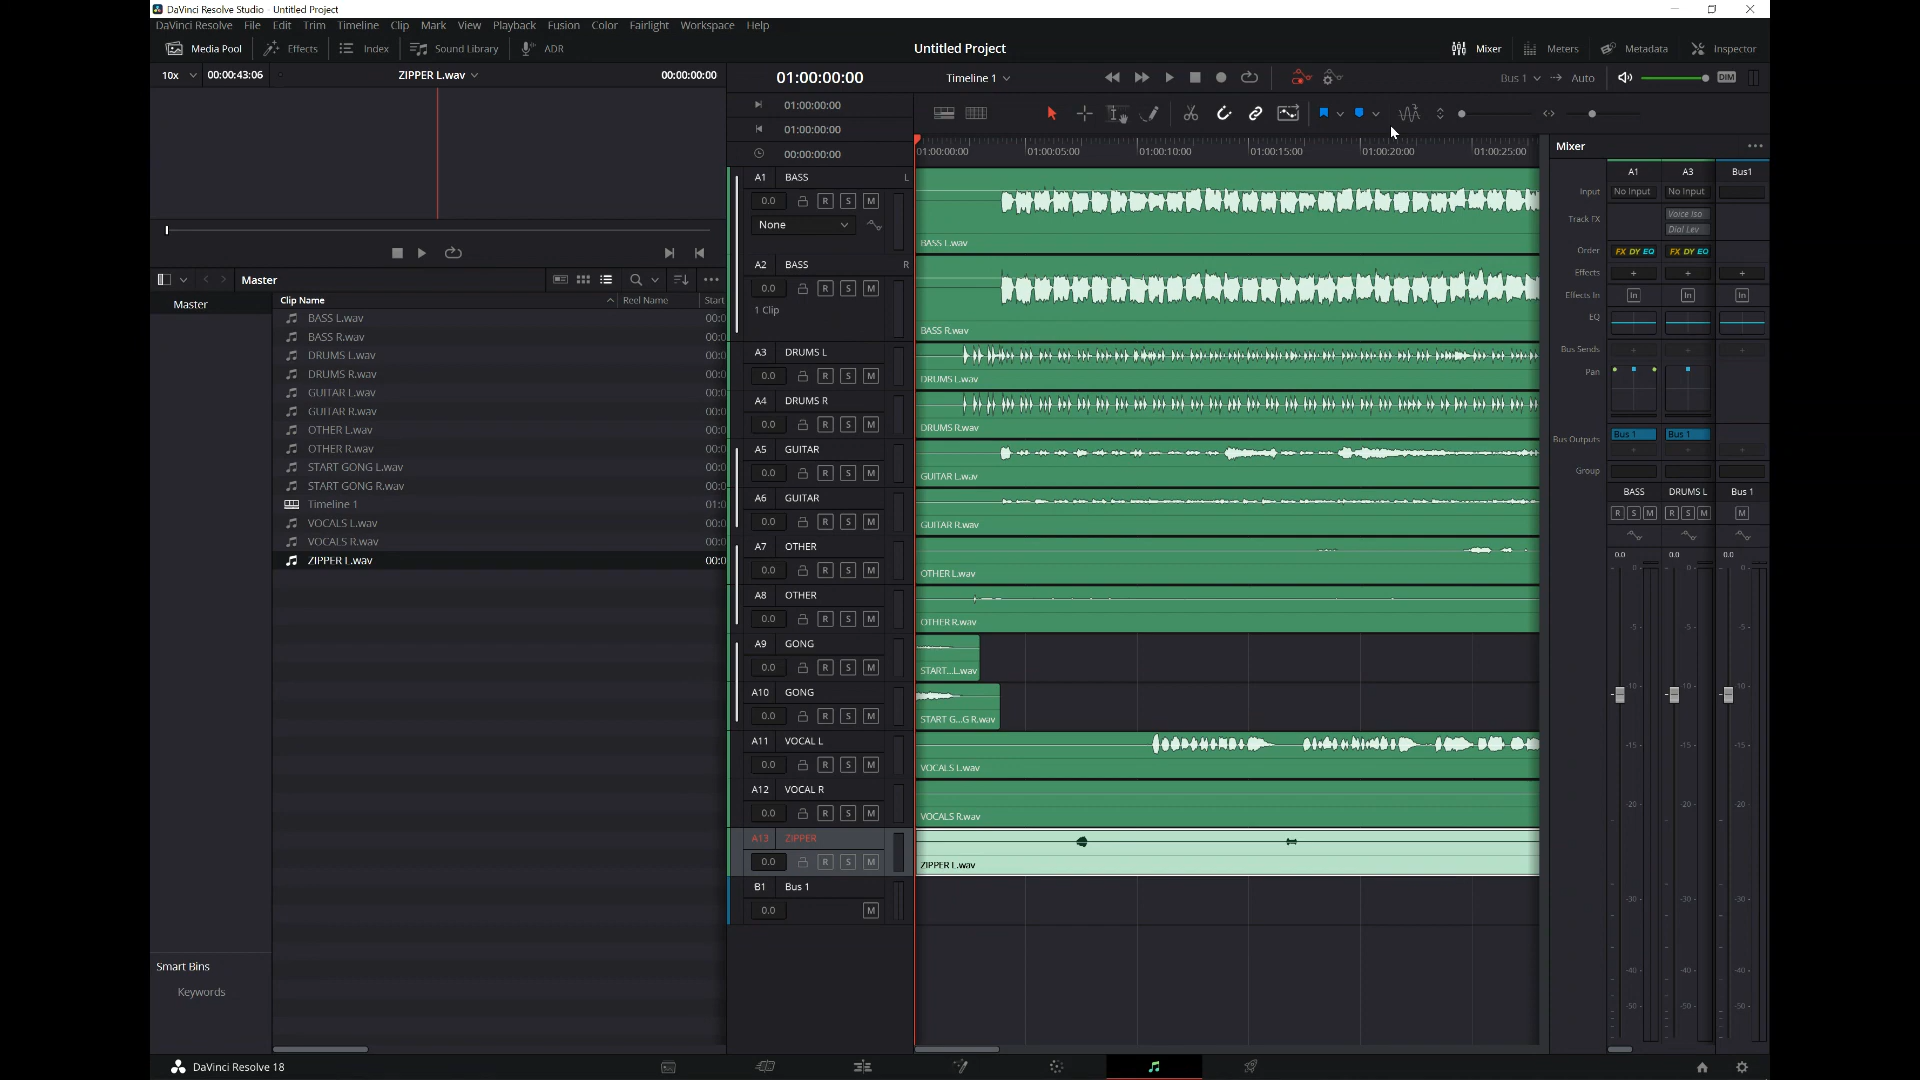 DaVinci Resolve Studio - Untitled Project
DaVinci Resolve File Edit Trim Timeline Clip Mark View Playback Fusion Color Fairlight Workspace Help
Media Pool Effects Index Sound Library ADR Untitled Project Mixer Meters Metadata Inspector
10x 00:00:43:06 ZIPPER L.wav 00:00:00:00 01:00:00:00 Timeline 1 Bus 1 Auto DIM
01:00:00:00
01:00:00:00
00:00:00:00
01:00:00:00 01:00:05:00 01:00:10:00 01:00:15:00 01:00:20:00 01:00:25:00
Master
Master
Clip Name Reel Name Start
BASS L.wav 00:0
BASS R.wav 00:0
DRUMS L.wav 00:0
DRUMS R.wav 00:0
GUITAR L.wav 00:0
GUITAR R.wav 00:0
OTHER L.wav 00:0
OTHER R.wav 00:0
START GONG L.wav 00:0
START GONG R.wav 00:0
Timeline 1 01:0
VOCALS L.wav 00:0
VOCALS R.wav 00:0
ZIPPER L.wav 00:0
Smart Bins
Keywords
A1 BASS L
0.0 R S M
None
BASS L.wav
A2 BASS R
0.0 R S M
1 Clip
BASS R.wav
A3 DRUMS L
0.0 R S M
DRUMS L.wav
A4 DRUMS R
0.0 R S M
DRUMS R.wav
A5 GUITAR
0.0 R S M
GUITAR L.wav
A6 GUITAR
0.0 R S M
GUITAR R.wav
A7 OTHER
0.0 R S M
OTHER L.wav
A8 OTHER
0.0 R S M
OTHER R.wav
A9 GONG
0.0 R S M
START...L.wav
A10 GONG
0.0 R S M
START G...G R.wav
A11 VOCAL L
0.0 R S M
VOCALS L.wav
A12 VOCAL R
0.0 R S M
VOCALS R.wav
A13 ZIPPER
0.0 R S M
ZIPPER L.wav
B1 Bus 1
0.0 M
Mixer
A1 A3 Bus1
Input No Input No Input
Track FX Voice Iso
Dial Lev
Order FX DY EQ FX DY EQ
Effects + + +
Effects In In In In
EQ
Bus Sends + + +
Pan
Bus Outputs Bus 1 Bus 1
Group
BASS DRUMS L Bus 1
R S M R S M M
0.0 0.0 0.0
0- 0- 0-
-5- -5- -5-
-10- -10- -10-
-15- -15- -15-
-20- -20- -20-
-30- -30- -30-
-40- -40- -40-
-50- -50- -50-
DaVinci Resolve 18